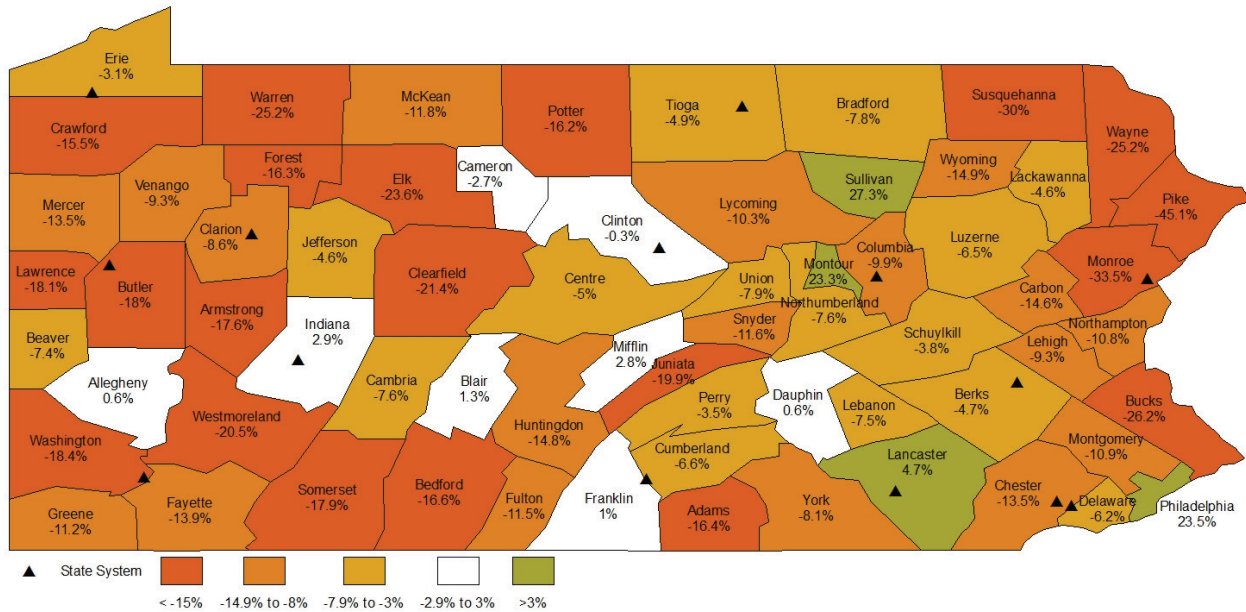 Erie
-3.1%
Crawford
-15.5%
Warren
-25.2%
McKean
-11.8%
Potter
-16.2%
Tioga
-4.9%
Bradford
-7.8%
Susquehanna
-30%
Wayne
-25.2%
Forest
-16.3%
Cameron
-2.7%
Elk
-23.6%
Venango
-9.3%
Mercer
-13.5%
Clarion
-8.6%
Jefferson
-4.6%
Clinton
-0.3%
Lycoming
-10.3%
Sullivan
27.3%
Wyoming
-14.9%
Lackawanna
-4.6%
Pike
-45.1%
Lawrence
-18.1%
Butler
-18%
Armstrong
-17.6%
Clearfield
-21.4%
Centre
-5%
Union
-7.9%
Montour
23.3%
Columbia
-9.9%
Luzerne
-6.5%
Monroe
-33.5%
Carbon
-14.6%
Beaver
-7.4%
Indiana
2.9%
Northumberland
-7.6%
Snyder
-11.6%
Schuylkill
-3.8%
Northampton
-10.8%
Lehigh
-9.3%
Allegheny
0.6%
Cambria
-7.6%
Blair
1.3%
Mifflin
2.8%
Juniata
-19.9%
Perry
-3.5%
Dauphin
0.6%
Lebanon
-7.5%
Berks
-4.7%
Bucks
-26.2%
Westmoreland
-20.5%
Washington
-18.4%
Huntingdon
-14.8%
Cumberland
-6.6%
Lancaster
4.7%
Montgomery
-10.9%
Greene
-11.2%
Fayette
-13.9%
Somerset
-17.9%
Bedford
-16.6%
Fulton
-11.5%
Franklin
1%
Adams
-16.4%
York
-8.1%
Chester
-13.5%
Delaware
-6.2%
Philadelphia
23.5%
State System
< -15%
-14.9% to -8%
-7.9% to -3%
-2.9% to 3%
>3%